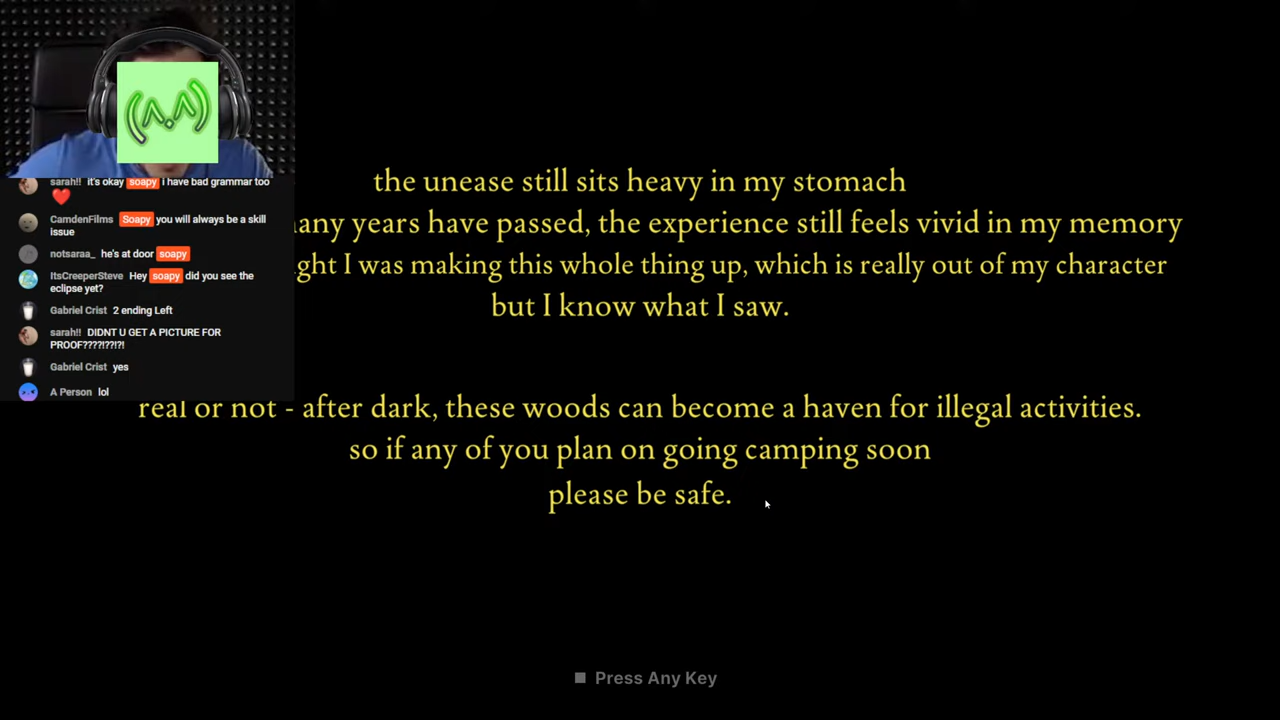 sarah!! it's okay soapy i have bad grammar too
❤️
CamdenFilms Soapy you will always be a skill
issue
notsaraa_ he's at door soapy
ItsCreeperSteve Hey soapy did you see the
eclipse yet?
Gabriel Crist 2 ending Left
sarah!! DIDNT U GET A PICTURE FOR
PROOF????!??!?!
Gabriel Crist yes
A Person lol
the unease still sits heavy in my stomach
years have passed, the experience still feels vivid in my memory
I was making this whole thing up, which is really out of my character
but I know what I saw.
real or not - after dark, these woods can become a haven for illegal activities.
so if any of you plan on going camping soon
please be safe.
Press Any Key